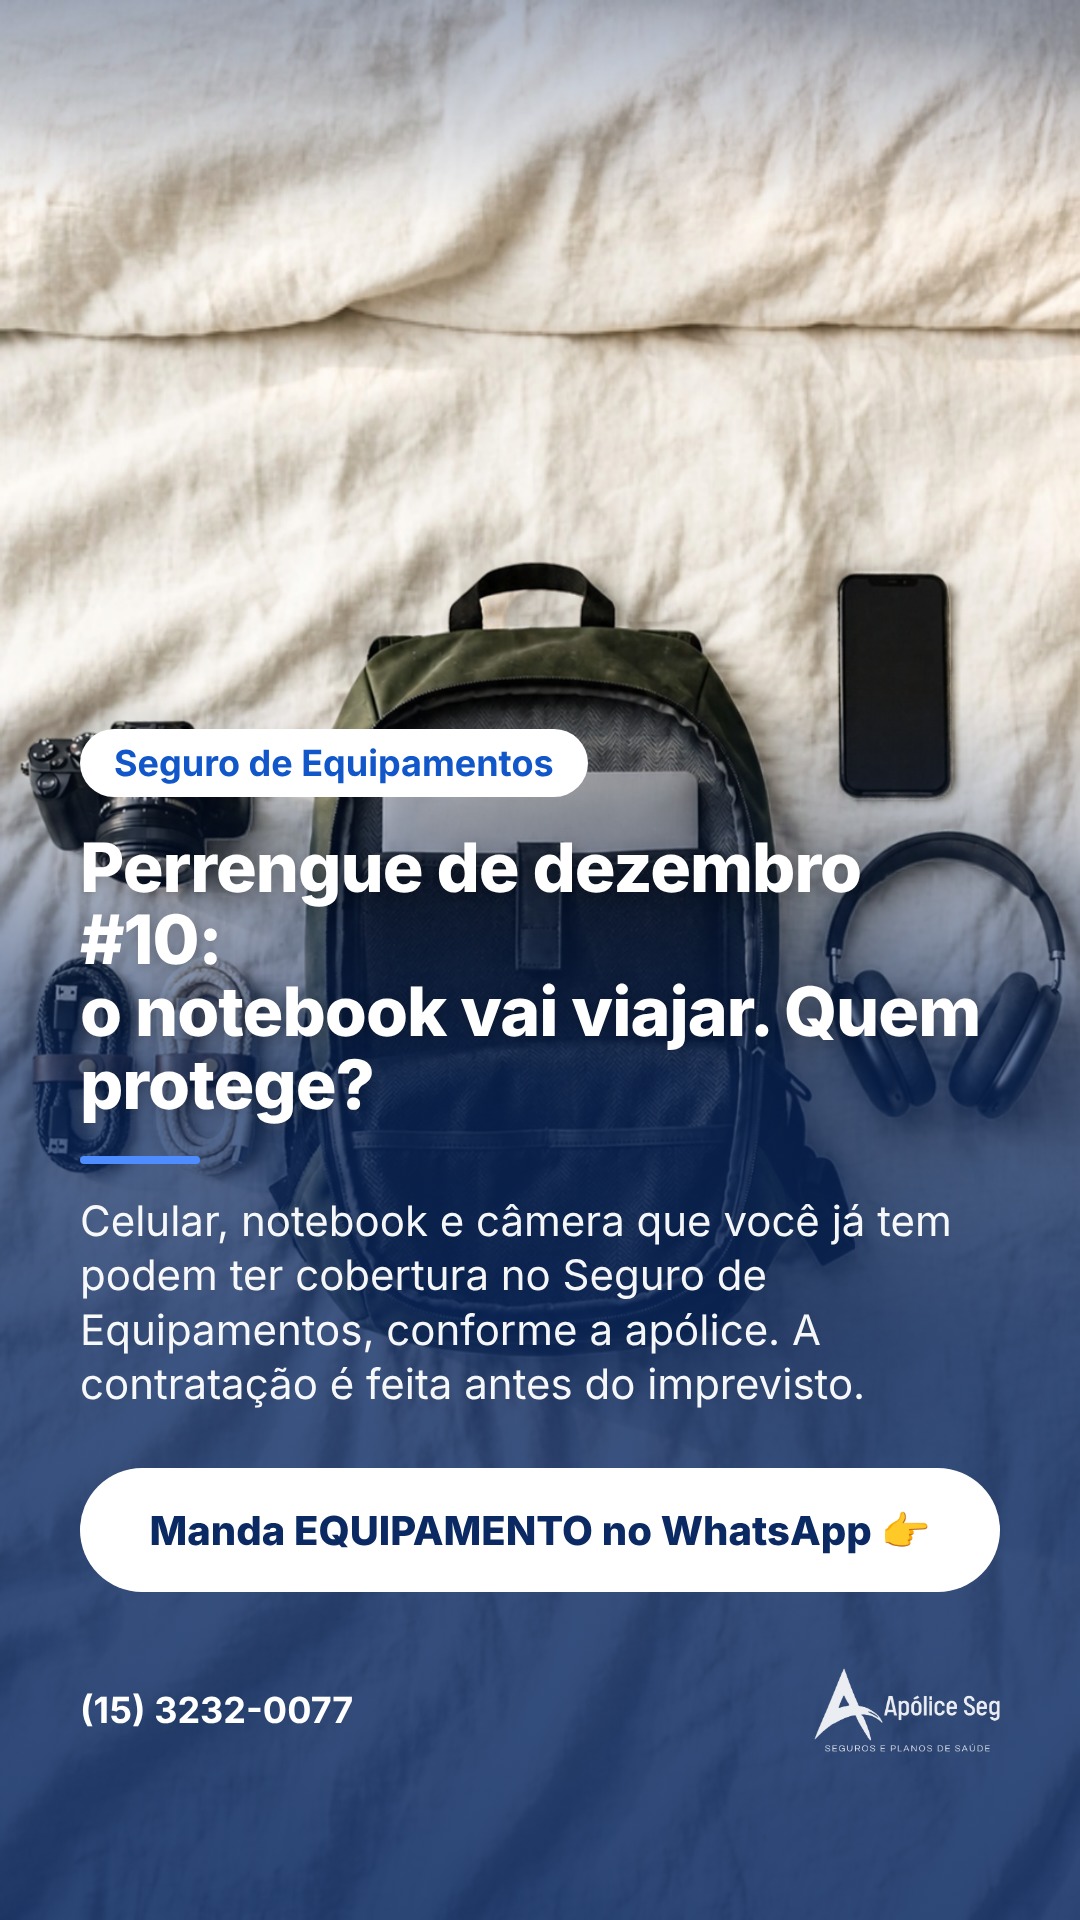 Seguro de Equipamentos
Perrengue de dezembro
#10:
o notebook vai viajar. Quem
protege?
Celular, notebook e câmera que você já tem
podem ter cobertura no Seguro de
Equipamentos, conforme a apólice. A
contratação é feita antes do imprevisto.
Manda EQUIPAMENTO no WhatsApp 👉
(15) 3232-0077
Apólice Seg
SEGUROS E PLANOS DE SAÚDE